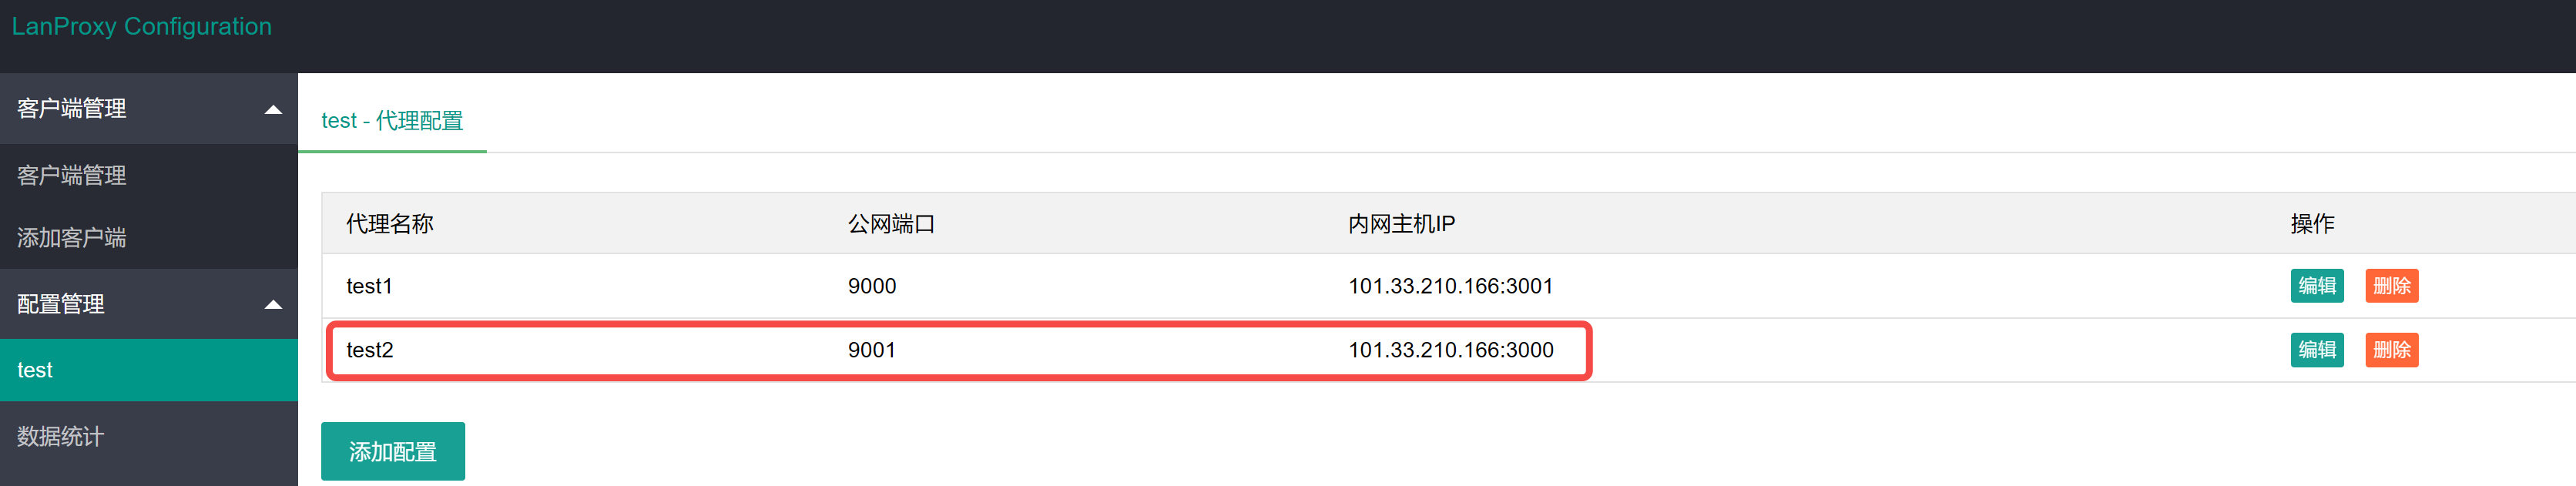 LanProxy Configuration
客户端管理
客户端管理
添加客户端
配置管理
test
数据统计
test - 代理配置
代理名称 公网端口 内网主机IP 操作
test1 9000 101.33.210.166:3001 编辑 删除
test2 9001 101.33.210.166:3000 编辑 删除
添加配置